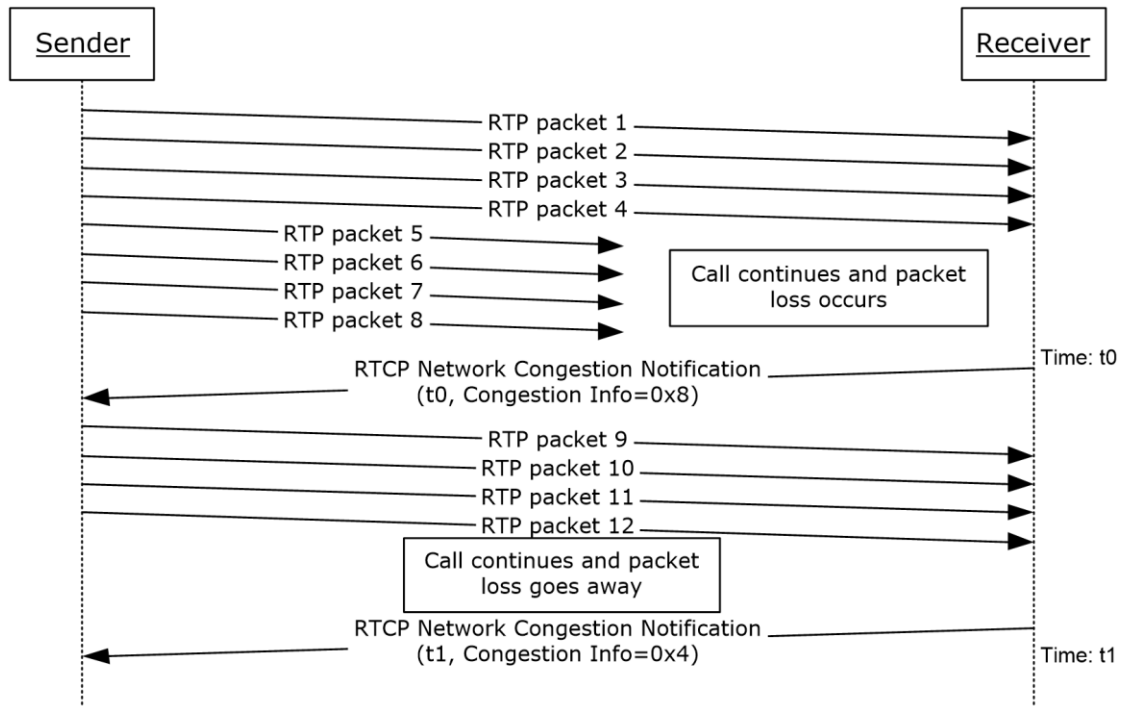 Sender
Receiver
RTP packet 1
RTP packet 2
RTP packet 3
RTP packet 4
RTP packet 5
RTP packet 6
RTP packet 7
RTP packet 8
Call continues and packet
loss occurs
Time: t0
RTCP Network Congestion Notification
(t0, Congestion Info=0x8)
RTP packet 9
RTP packet 10
RTP packet 11
RTP packet 12
Call continues and packet
loss goes away
RTCP Network Congestion Notification
(t1, Congestion Info=0x4)
Time: t1